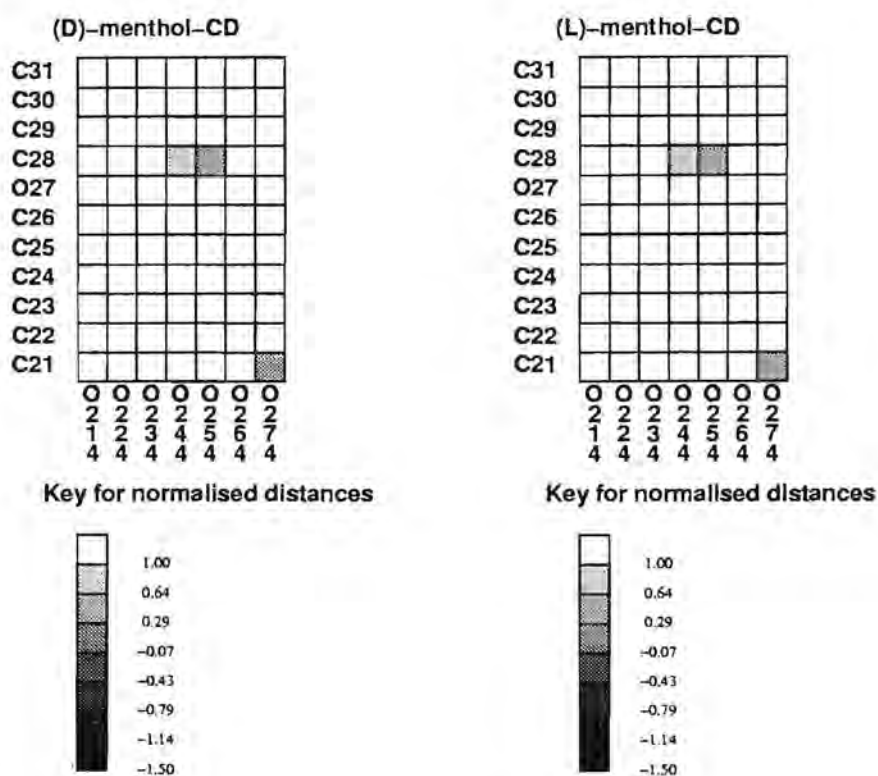 (D)–menthol–CD
C31
C30
C29
C28
O27
C26
C25
C24
C23
C22
C21
O214 O224 O234 O244 O254 O264 O274
Key for normalised distances
1.00
0.64
0.29
–0.07
–0.43
–0.79
–1.14
–1.50
(L)–menthol–CD
C31
C30
C29
C28
O27
C26
C25
C24
C23
C22
C21
O214 O224 O234 O244 O254 O264 O274
Key for normalised distances
1.00
0.64
0.29
–0.07
–0.43
–0.79
–1.14
–1.50